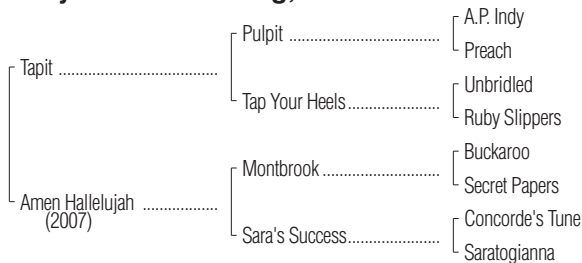 Pulpit ................................ A.P. Indy
Preach
Tapit ....................................
Tap Your Heels.................... Unbridled
Ruby Slippers
Montbrook ......................... Buckaroo
Secret Papers
Amen Hallelujah .................
(2007)
Sara's Success.................... Concorde's Tune
Saratogianna